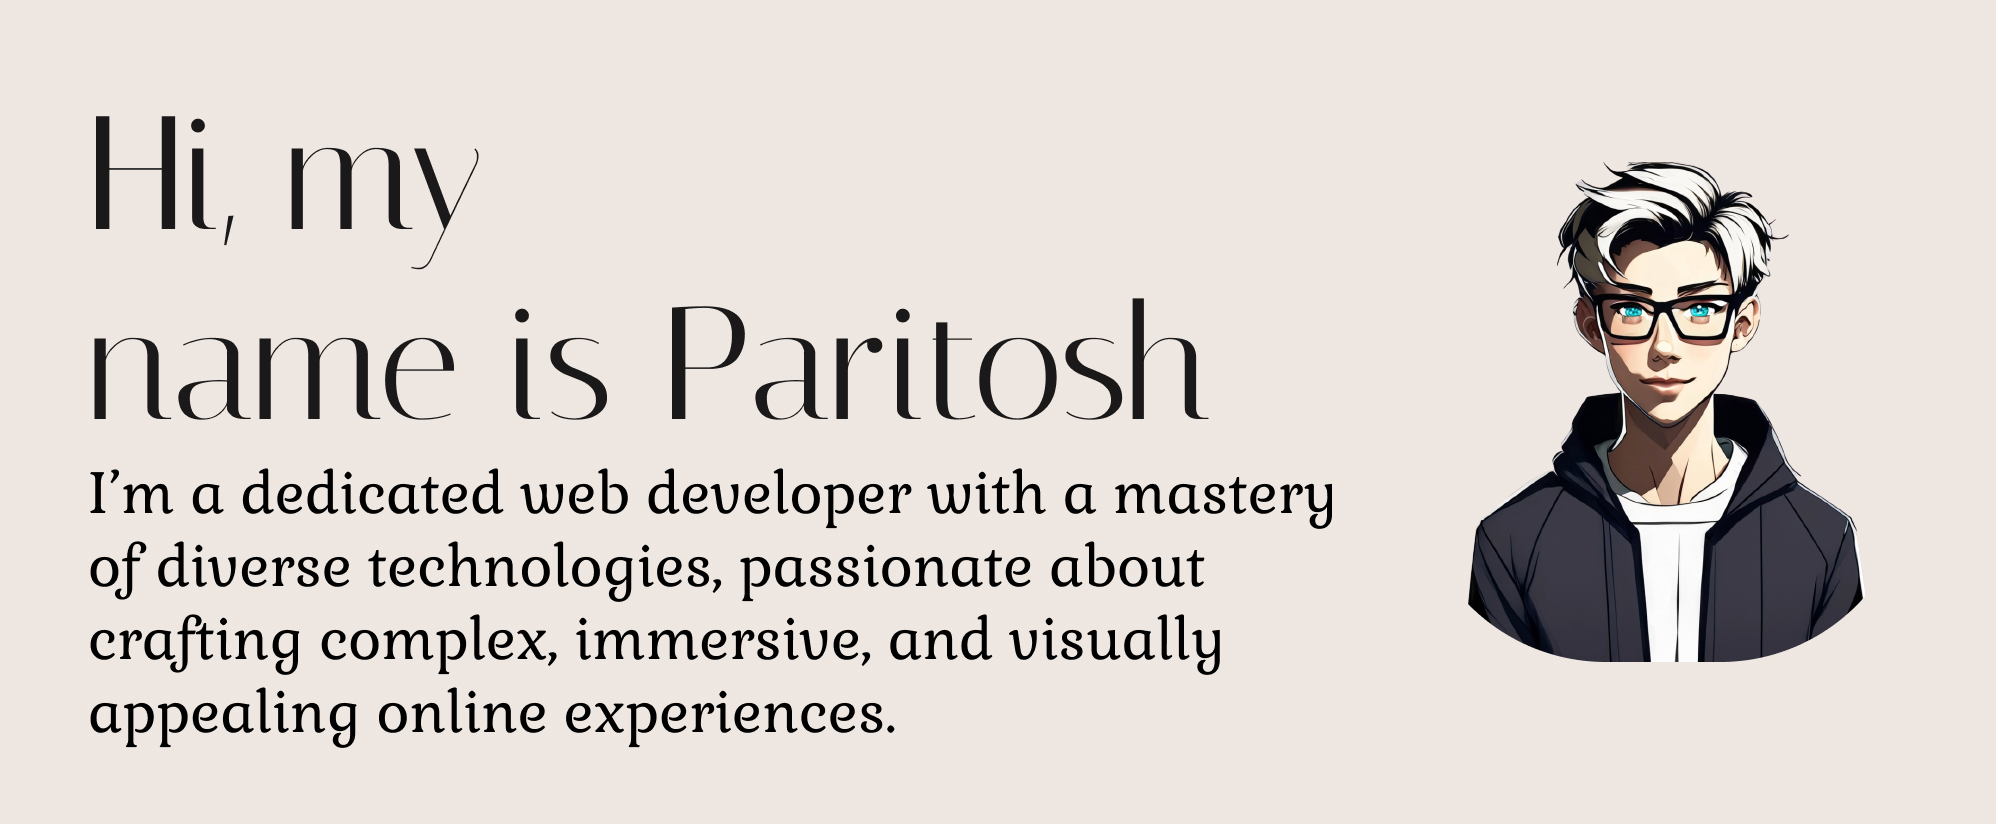 Hi, my
name is Paritosh
I’m a dedicated web developer with a mastery
of diverse technologies, passionate about
crafting complex, immersive, and visually
appealing online experiences.